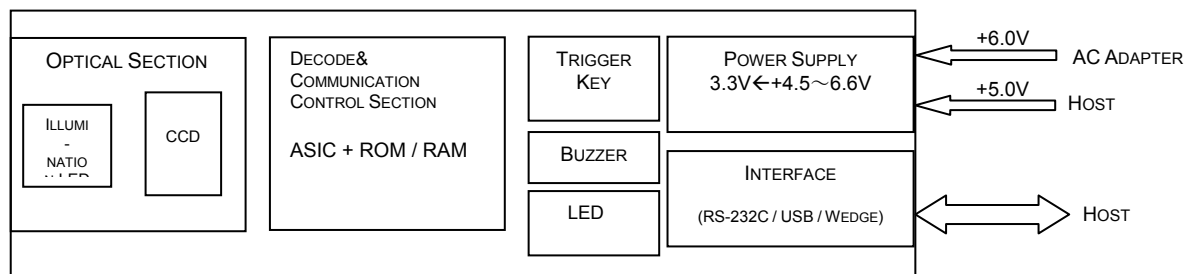 OPTICAL SECTION
ILLUMI
-
NATIO
N LED
CCD
DECODE&
COMMUNICATION
CONTROL SECTION
ASIC + ROM / RAM
TRIGGER
KEY
BUZZER
LED
POWER SUPPLY
3.3V←+4.5～6.6V
INTERFACE
(RS-232C / USB / WEDGE)
+6.0V
AC ADAPTER
+5.0V
HOST
HOST